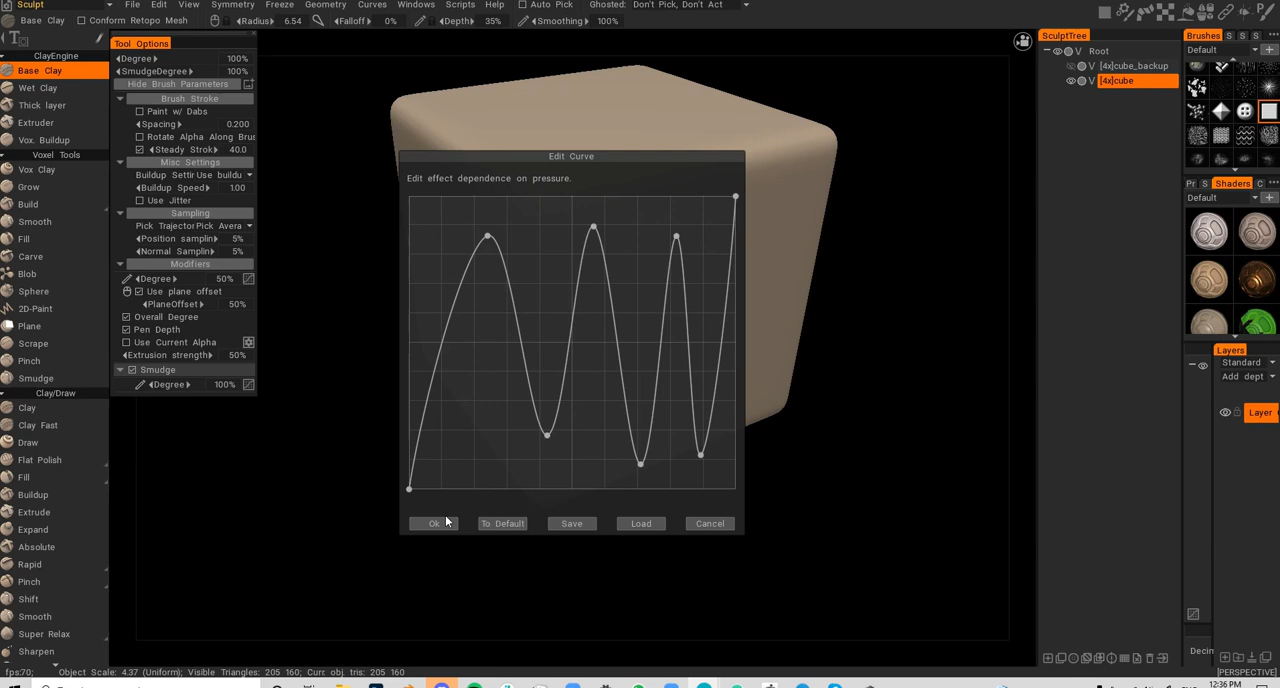 Sculpt File Edit View Symmetry Freeze Geometry Curves Windows Scripts Help Auto Pick Ghosted: Don't Pick, Don't Act
Base Clay Conform Retopo Mesh Radius 6.54 Falloff 0% Depth 35% Smoothing 100%
ClayEngine
Base Clay
Wet Clay
Thick layer
Extruder
Vox. Buildup
Voxel Tools
Vox Clay
Grow
Build
Smooth
Fill
Carve
Blob
Sphere
2D-Paint
Plane
Scrape
Pinch
Smudge
Clay/Draw
Clay
Clay Fast
Draw
Flat Polish
Fill
Buildup
Extrude
Expand
Absolute
Rapid
Pinch
Shift
Smooth
Super Relax
Sharpen
Tool Options
Degree 100%
SmudgeDegree 100%
Hide Brush Parameters
Brush Stroke
Paint w/ Dabs
Spacing 0.200
Rotate Alpha Along Brus
Steady Strok 40.0
Misc Settings
Buildup Settir Use buildu
Buildup Speed 1.00
Use Jitter
Sampling
Pick Trajector Pick Avera
Position samplin 5%
Normal Samplin 5%
Modifiers
Degree 50%
Use plane offset
PlaneOffset 50%
Overall Degree
Pen Depth
Use Current Alpha
Extrusion strength 50%
Smudge
Degree 100%
Edit Curve
Edit effect dependence on pressure.
Ok To Default Save Load Cancel
SculptTree
Root
[4x]cube_backup
[4x]cube
Brushes S S S
Default
Pr S Shaders C
Default
Layers
Standard
Add dept
Layer
Decim
fps:70; Object Scale: 4.37 (Uniform); Visible Triangles: 205 160; Curr. obj. tris: 205 160
[PERSPECTIVE]
12:36 PM